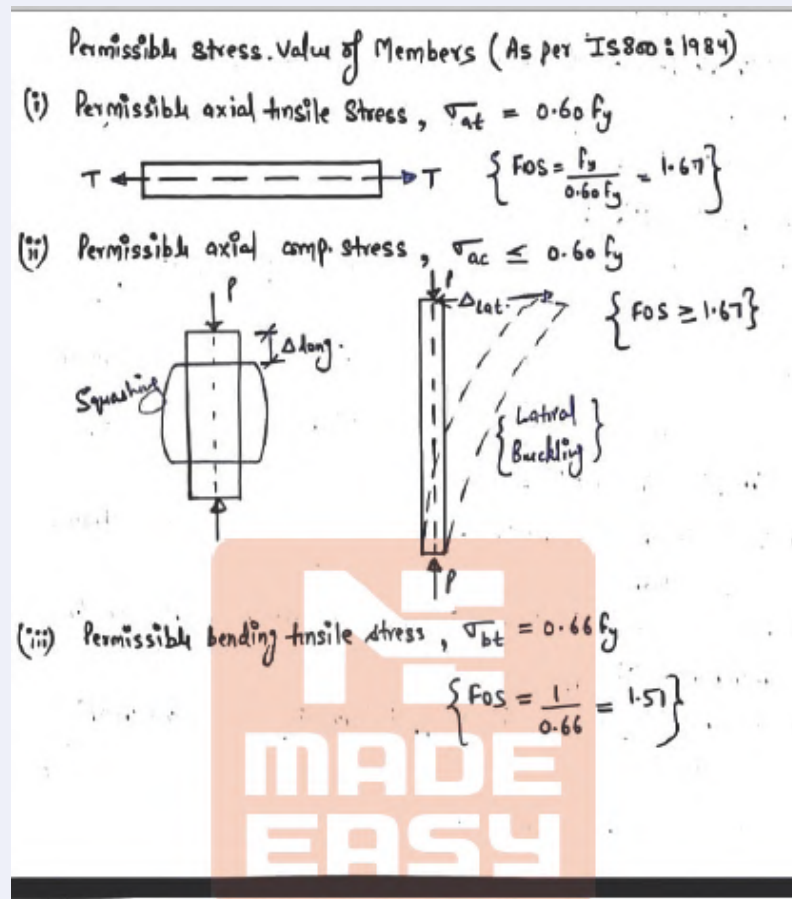 Permissible stress. Value of Members (As per IS800 : 1984)
(i) Permissible axial tensile Stress, σat = 0.60 fy
T T { FOS = fy / 0.60 fy = 1.67 }
(ii) Permissible axial comp. stress, σac ≤ 0.60 fy
P P Δlat. { FOS ≥ 1.67 }
Δlong.
Squashing
{ Lateral
Buckling }
P
(iii) Permissible bending tensile stress, σbt = 0.66 fy
{ FOS = 1 / 0.66 = 1.51 }
MADE
EASY